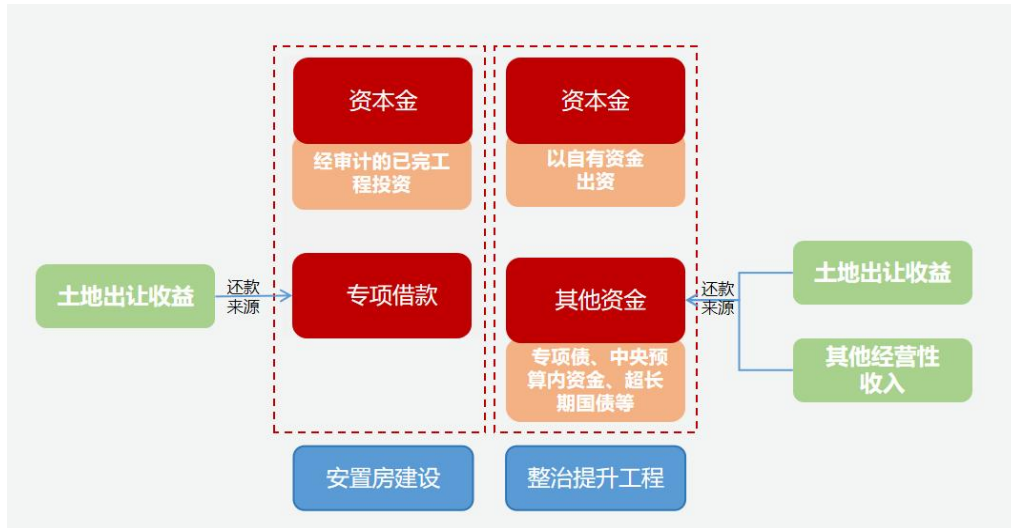 资本金
资本金
经审计的已完工
程投资
以自有资金
出资
土地出让收益
还款
来源
专项借款
其他资金
还款
来源
土地出让收益
专项债、中央预
算内资金、超长
期国债等
其他经营性
收入
安置房建设
整治提升工程